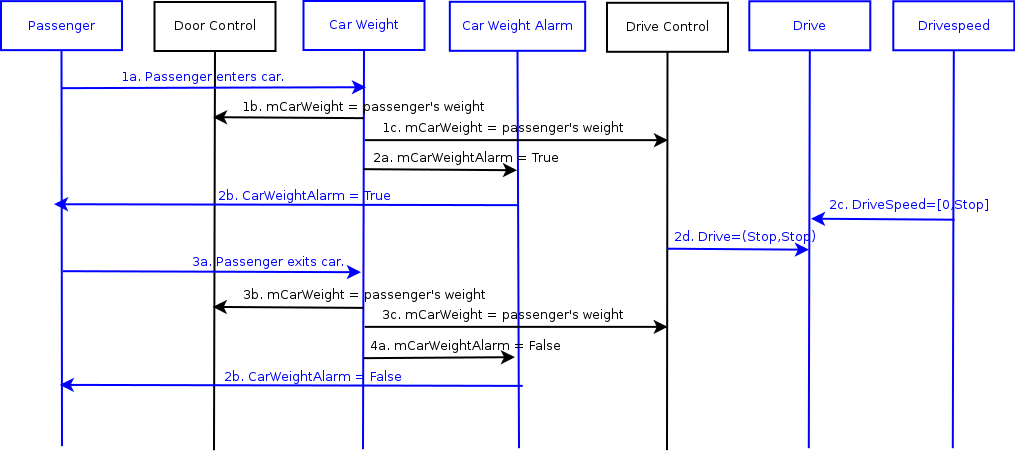 Passenger
Door Control
Car Weight
Car Weight Alarm
Drive Control
Drive
Drivespeed
1a. Passenger enters car.
1b. mCarWeight = passenger's weight
1c. mCarWeight = passenger's weight
2a. mCarWeightAlarm = True
2b. CarWeightAlarm = True
2c. DriveSpeed=[0,Stop]
2d. Drive=(Stop,Stop)
3a. Passenger exits car.
3b. mCarWeight = passenger's weight
3c. mCarWeight = passenger's weight
4a. mCarWeightAlarm = False
2b. CarWeightAlarm = False